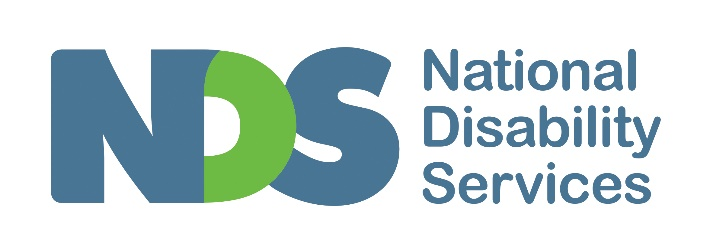 NDS
National
Disability
Services